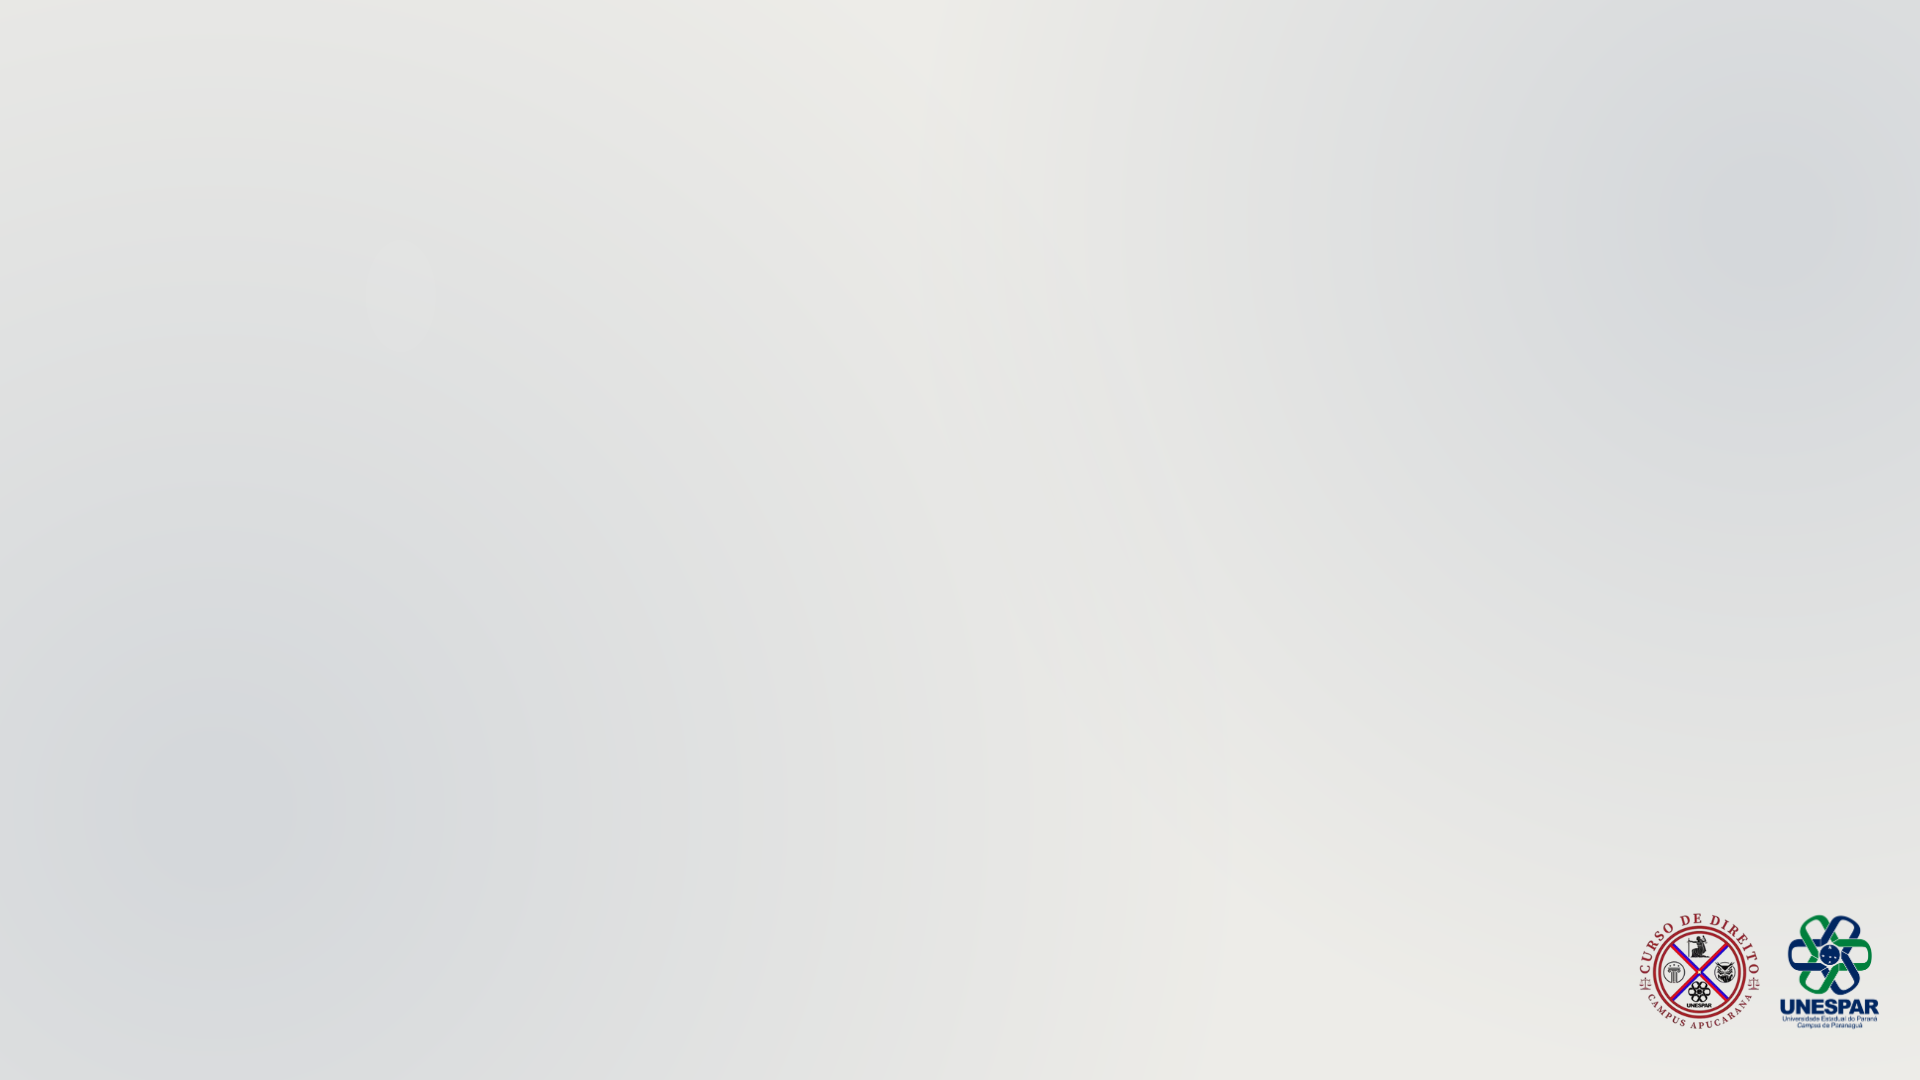 CURSO DE DIREITO
UNESPAR
CAMPUS APUCARANA
UNESPAR
Universidade Estadual do Paraná
Campus de Paranaguá